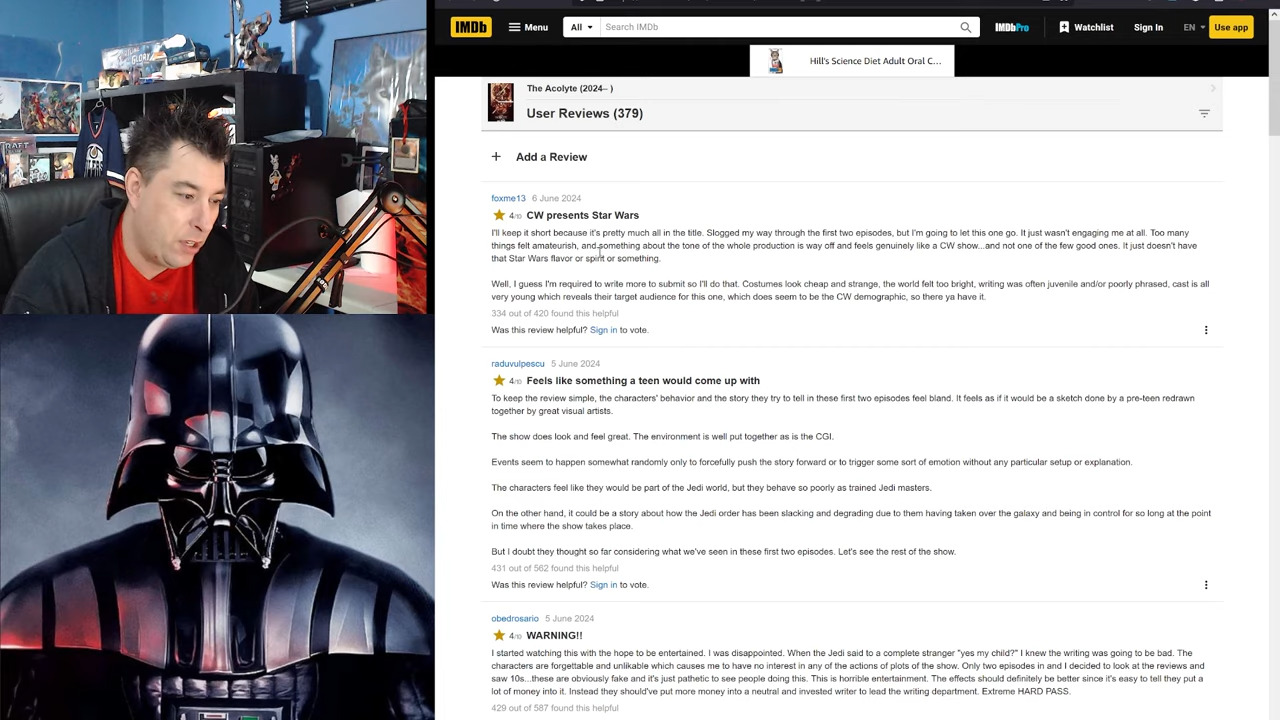 IMDb
Menu
All
Search IMDb
IMDbPro
Watchlist
Sign In
EN
Use app
Hill's Science Diet Adult Oral C...
The Acolyte (2024– )
User Reviews (379)
+ Add a Review
foxme13 6 June 2024
4/10 CW presents Star Wars
I'll keep it short because it's pretty much all in the title. Slogged my way through the first two episodes, but I'm going to let this one go. It just wasn't engaging me at all. Too many
things felt amateurish, and something about the tone of the whole production is way off and feels genuinely like a CW show...and not one of the few good ones. It just doesn't have
that Star Wars flavor or spirit or something.
Well, I guess I'm required to write more to submit so I'll do that. Costumes look cheap and strange, the world felt too bright, writing was often juvenile and/or poorly phrased, cast is all
very young which reveals their target audience for this one, which does seem to be the CW demographic, so there ya have it.
334 out of 420 found this helpful
Was this review helpful? Sign in to vote.
raduvulpescu 5 June 2024
4/10 Feels like something a teen would come up with
To keep the review simple, the characters' behavior and the story they try to tell in these first two episodes feel bland. It feels as if it would be a sketch done by a pre-teen redrawn
together by great visual artists.
The show does look and feel great. The environment is well put together as is the CGI.
Events seem to happen somewhat randomly only to forcefully push the story forward or to trigger some sort of emotion without any particular setup or explanation.
The characters feel like they would be part of the Jedi world, but they behave so poorly as trained Jedi masters.
On the other hand, it could be a story about how the Jedi order has been slacking and degrading due to them having taken over the galaxy and being in control for so long at the point
in time where the show takes place.
But I doubt they thought so far considering what we've seen in these first two episodes. Let's see the rest of the show.
431 out of 562 found this helpful
Was this review helpful? Sign in to vote.
obedrosario 5 June 2024
4/10 WARNING!!
I started watching this with the hope to be entertained. I was disappointed. When the Jedi said to a complete stranger "yes my child?" I knew the writing was going to be bad. The
characters are forgettable and unlikable which causes me to have no interest in any of the actions of plots of the show. Only two episodes in and I decided to look at the reviews and
saw 10s...these are obviously fake and it's just pathetic to see people doing this. This is horrible entertainment. The effects should definitely be better since it's easy to tell they put a
lot of money into it. Instead they should've put more money into a neutral and invested writer to lead the writing department. Extreme HARD PASS.
429 out of 587 found this helpful